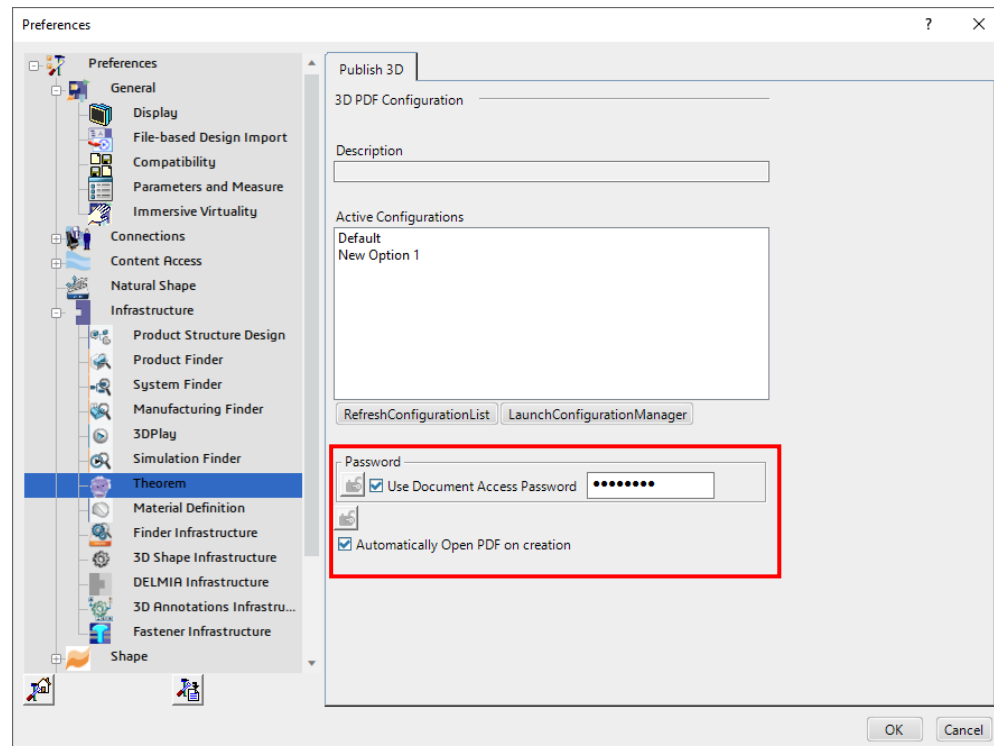 Preferences
?
Preferences
General
Display
File-based Design Import
Compatibility
Parameters and Measure
Immersive Virtuality
Connections
Content Access
Natural Shape
Infrastructure
Product Structure Design
Product Finder
System Finder
Manufacturing Finder
3DPlay
Simulation Finder
Theorem
Material Definition
Finder Infrastructure
3D Shape Infrastructure
DELMIA Infrastructure
3D Annotations Infrastru...
Fastener Infrastructure
Shape
Publish 3D
3D PDF Configuration
Description
Active Configurations
Default
New Option 1
RefreshConfigurationList LaunchConfigurationManager
Password
Use Document Access Password ••••••••
Automatically Open PDF on creation
OK Cancel